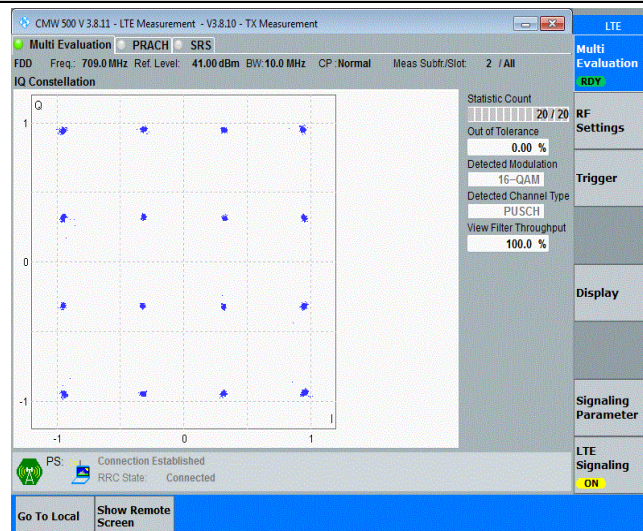 CMW 500 V 3.8.11 - LTE Measurement - V3.8.10 - TX Measurement
LTE
Multi Evaluation PRACH SRS
FDD Freq.: 709.0 MHz Ref. Level: 41.00 dBm BW: 10.0 MHz CP : Normal Meas Subfr./Slot: 2 / All
IQ Constellation
Q
1
0
-1
-1 0 1
I
Statistic Count
20 / 20
Out of Tolerance
0.00 %
Detected Modulation
16-QAM
Detected Channel Type
PUSCH
View Filter Throughput
100.0 %
Multi
Evaluation
RDY
RF
Settings
Trigger
Display
Signaling
Parameter
LTE
Signaling
ON
PS: Connection Established
RRC State: Connected
Go To Local
Show Remote
Screen